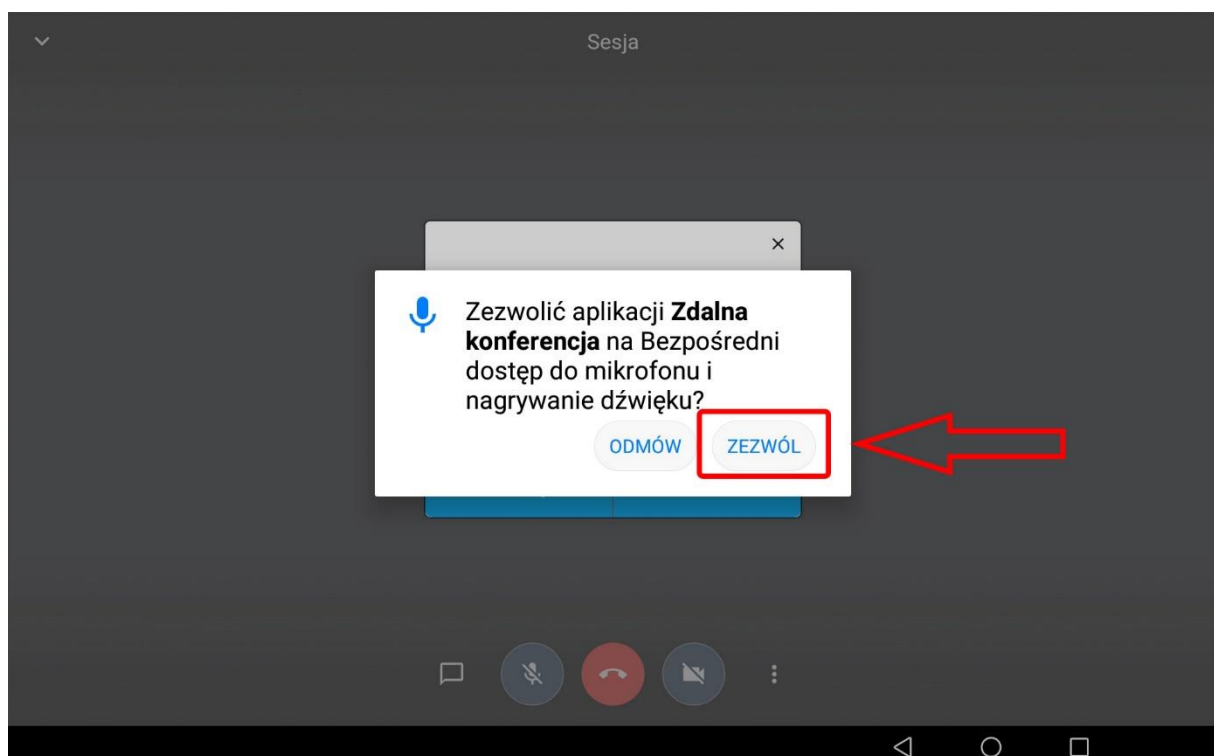 Sesja
Zezwolić aplikacji Zdalna
konferencja na Bezpośredni
dostęp do mikrofonu i
nagrywanie dźwięku?
ODMÓW ZEZWÓL